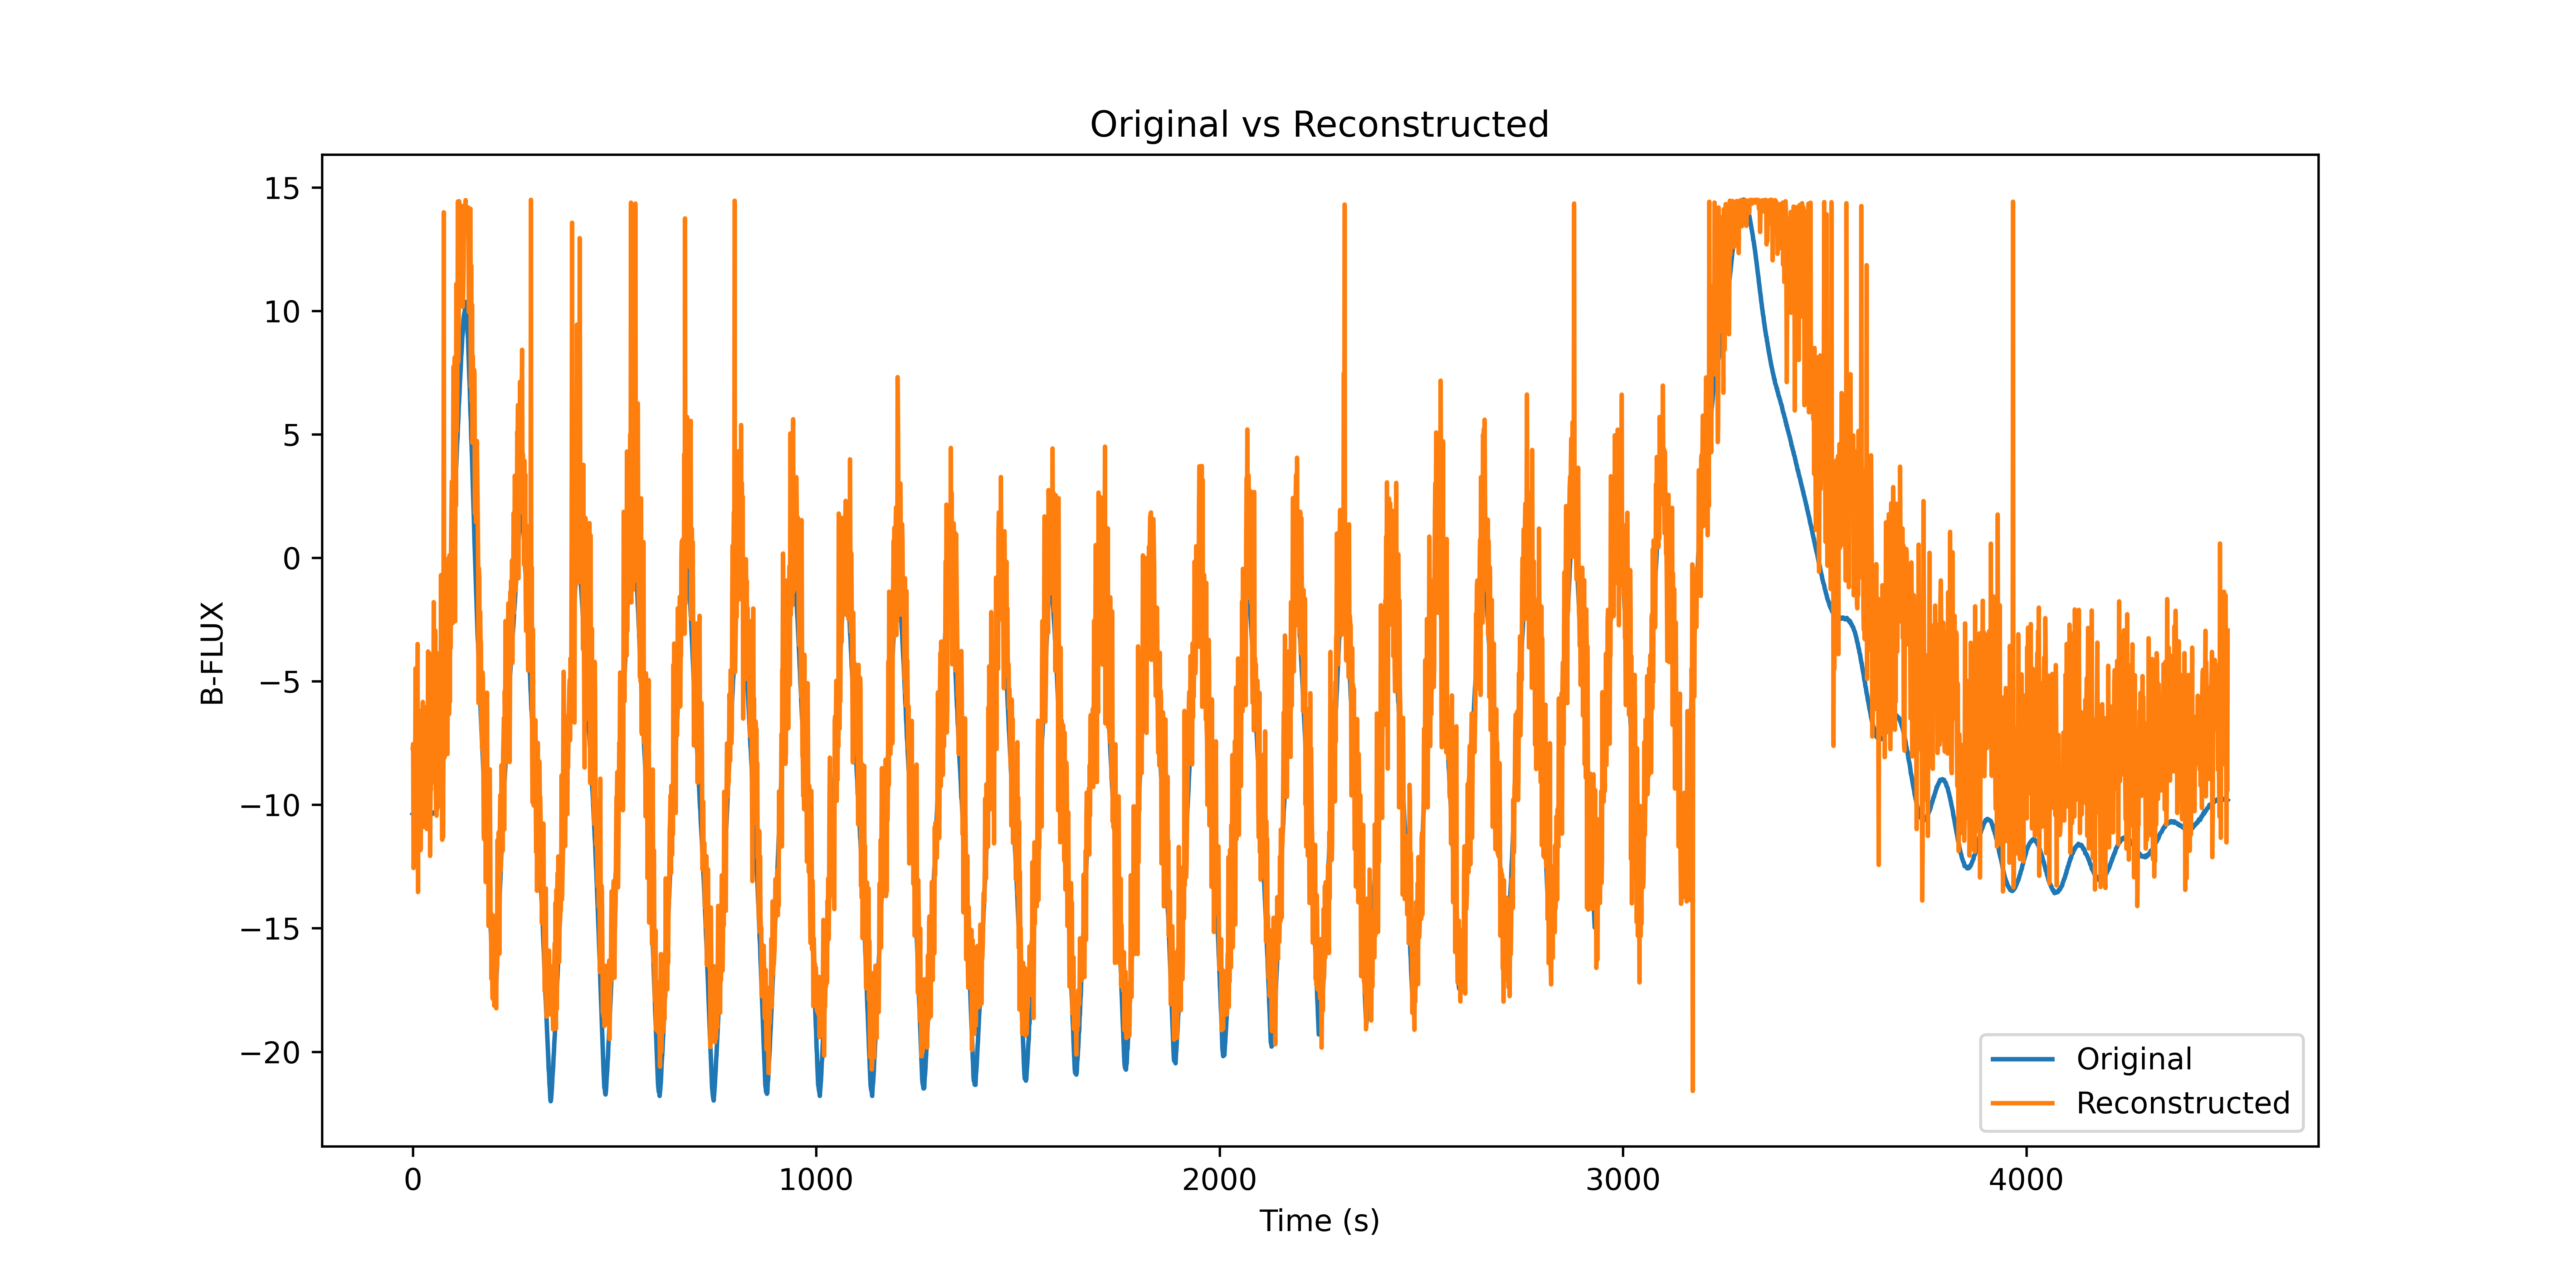 Original vs Reconstructed
15
10
5
0
−5
−10
−15
−20
B-FLUX
0
1000
2000
3000
4000
Time (s)
Original
Reconstructed